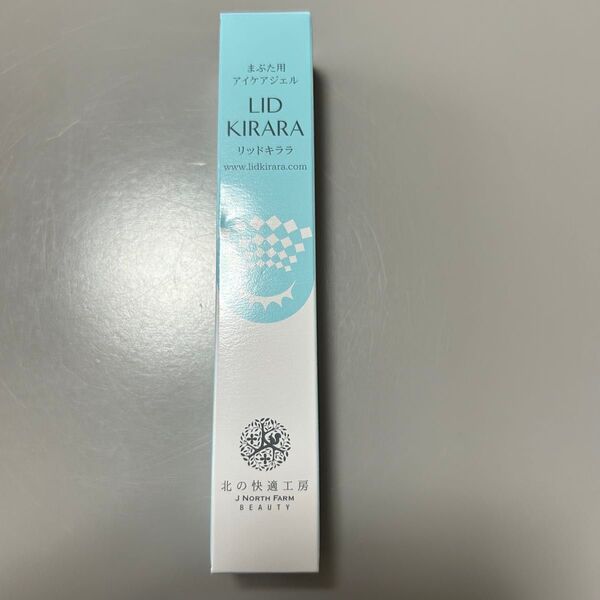 まぶた用
アイケアジェル
LID
KIRARA
リッドキララ
www.lidkirara.com
北の快適工房
J NORTH FARM
BEAUTY